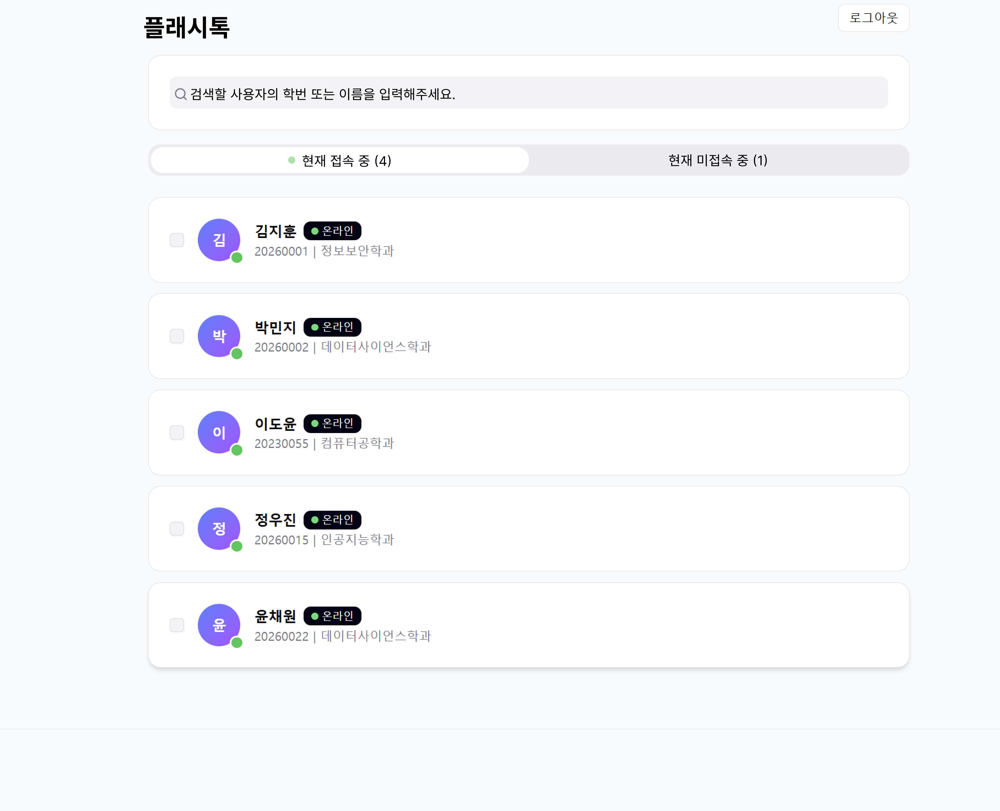 플래시톡
로그아웃
검색할 사용자의 학번 또는 이름을 입력해주세요.
현재 접속 중 (4)
현재 미접속 중 (1)
김
김지훈 온라인
20260001 | 정보보안학과
박
박민지 온라인
20260002 | 데이터사이언스학과
이
이도윤 온라인
20230055 | 컴퓨터공학과
정
정우진 온라인
20260015 | 인공지능학과
윤
윤채원 온라인
20260022 | 데이터사이언스학과